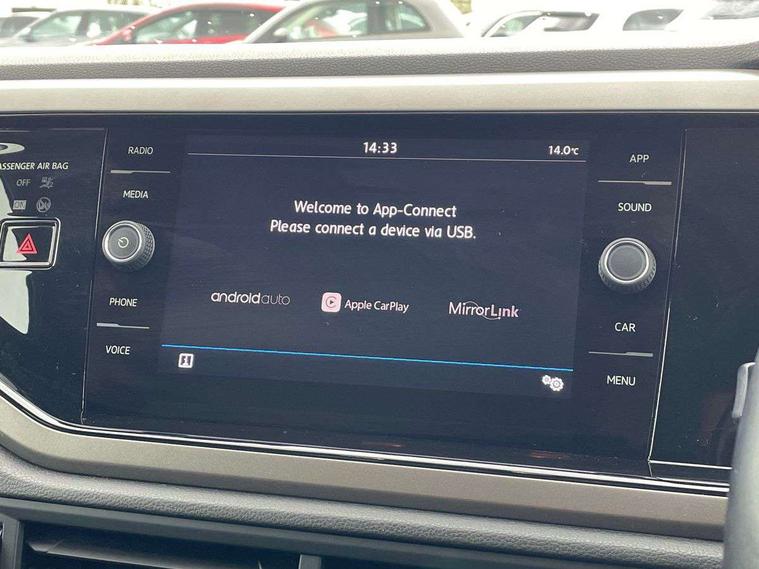 PASSENGER AIR BAG
OFF
ON
RADIO
MEDIA
PHONE
VOICE
14:33
14.0°C
Welcome to App-Connect
Please connect a device via USB.
androidauto
Apple CarPlay
MirrorLink
APP
SOUND
CAR
MENU